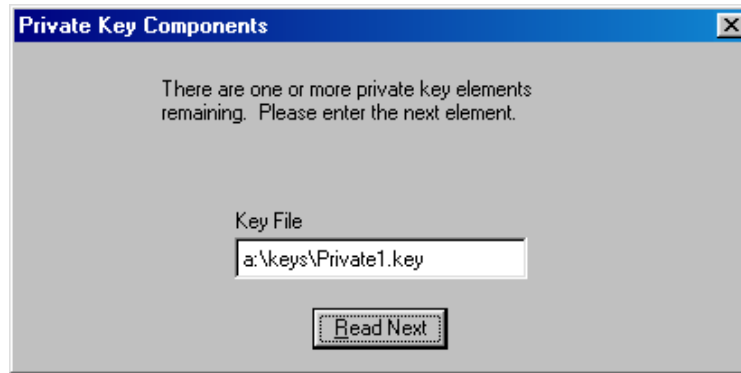 Private Key Components
There are one or more private key elements
remaining.  Please enter the next element.
Key File
a:\keys\Private1.key
Read Next